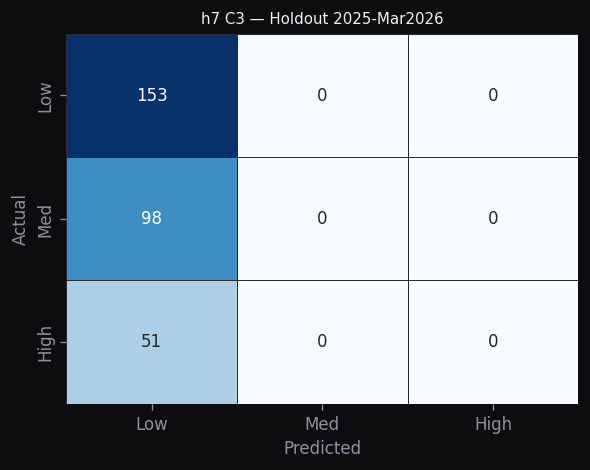 h7 C3 — Holdout 2025-Mar2026
Actual
Low
153
0
0
Med
98
0
0
High
51
0
0
Low
Med
High
Predicted